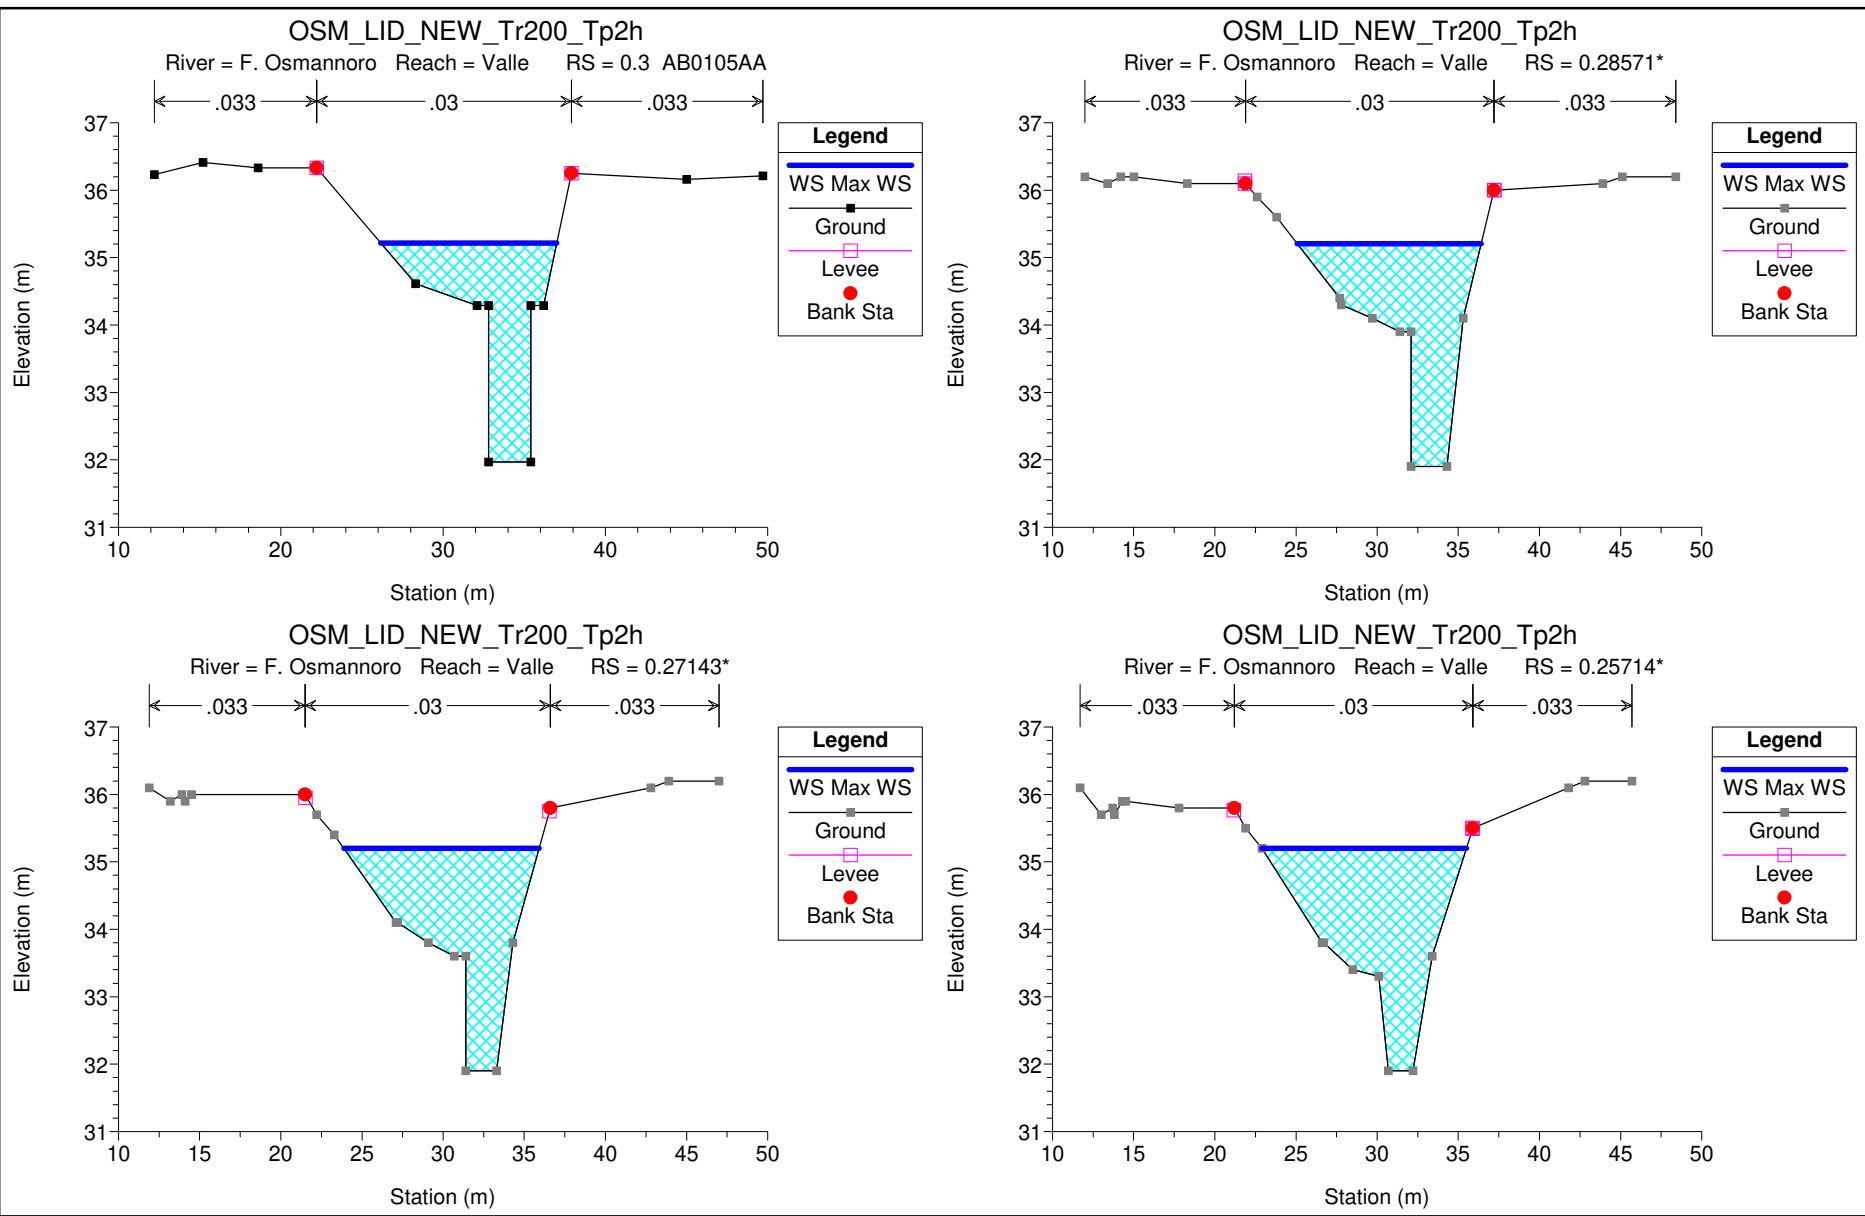 OSM_LID_NEW_Tr200_Tp2h
River = F. Osmannoro Reach = Valle RS = 0.3 AB0105AA
.033 .03 .033
37
36
35
34
33
32
31
10 20 30 40 50
Elevation (m)
Station (m)
Legend
WS Max WS
Ground
Levee
Bank Sta
OSM_LID_NEW_Tr200_Tp2h
River = F. Osmannoro Reach = Valle RS = 0.28571*
.033 .03 .033
37
36
35
34
33
32
31
10 15 20 25 30 35 40 45 50
Elevation (m)
Station (m)
Legend
WS Max WS
Ground
Levee
Bank Sta
OSM_LID_NEW_Tr200_Tp2h
River = F. Osmannoro Reach = Valle RS = 0.27143*
.033 .03 .033
37
36
35
34
33
32
31
10 15 20 25 30 35 40 45 50
Elevation (m)
Station (m)
Legend
WS Max WS
Ground
Levee
Bank Sta
OSM_LID_NEW_Tr200_Tp2h
River = F. Osmannoro Reach = Valle RS = 0.25714*
.033 .03 .033
37
36
35
34
33
32
31
10 15 20 25 30 35 40 45 50
Elevation (m)
Station (m)
Legend
WS Max WS
Ground
Levee
Bank Sta